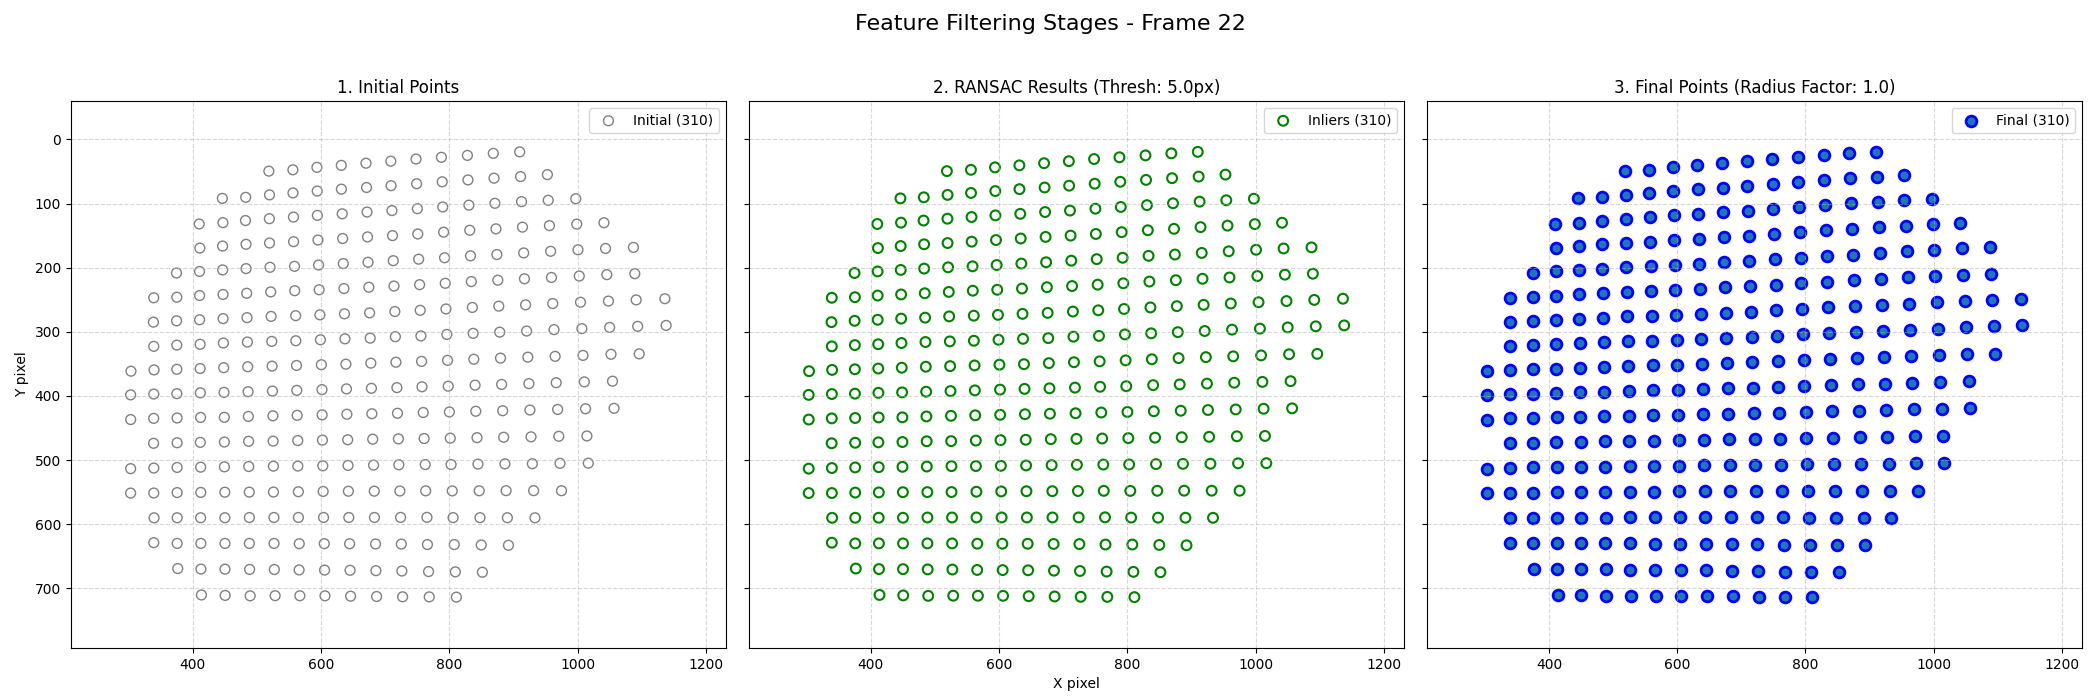 Feature Filtering Stages - Frame 22
1. Initial Points
Initial (310)
0
100
200
300
400
500
600
700
Y pixel
400 600 800 1000 1200
2. RANSAC Results (Thresh: 5.0px)
Inliers (310)
400 600 800 1000 1200
X pixel
3. Final Points (Radius Factor: 1.0)
Final (310)
400 600 800 1000 1200